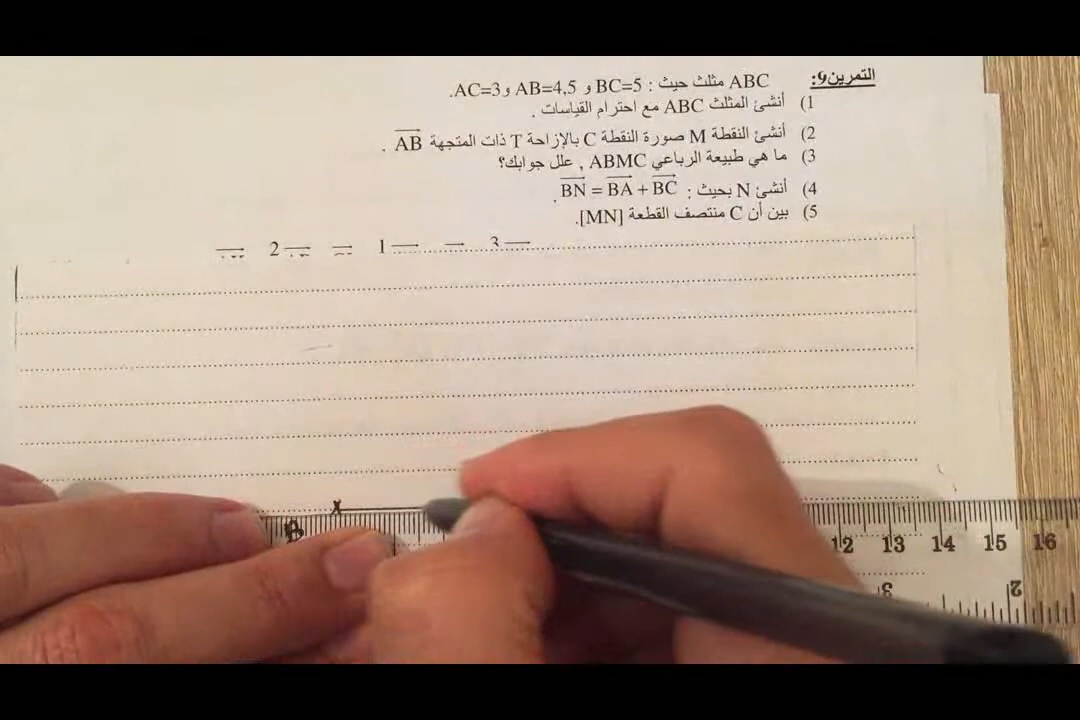 التمرين9:
ABC مثلث حيث : BC=5 و AB=4,5 و AC=3.
1) أنشئ المثلث ABC مع احترام القياسات .
2) أنشئ النقطة M صورة النقطة C بالإزاحة T ذات المتجهة AB .
3) ما هي طبيعة الرباعي ABMC , علل جوابك؟
4) أنشئ N بحيث : BN = BA + BC .
5) بين أن C منتصف القطعة [MN].
2 1 3
x
B
12 13 14 15 16
3 2